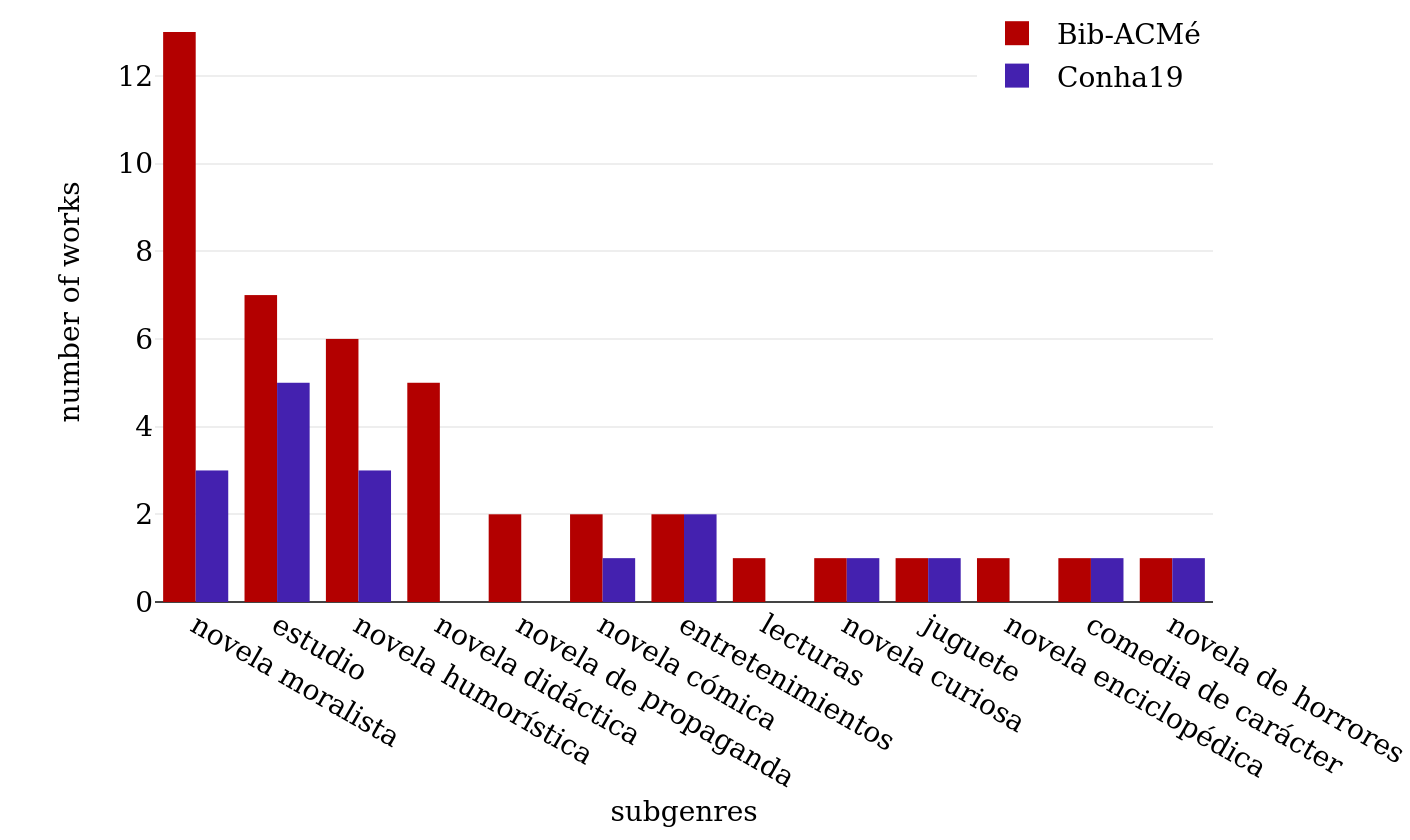 Bib-ACMé
Conha19
number of works
12
10
8
6
4
2
0
novela moralista
estudio
novela humorística
novela didáctica
novela de propaganda
novela cómica
entretenimientos
lecturas
novela curiosa
juguete
novela enciclopédica
comedia de carácter
novela de horrores
subgenres